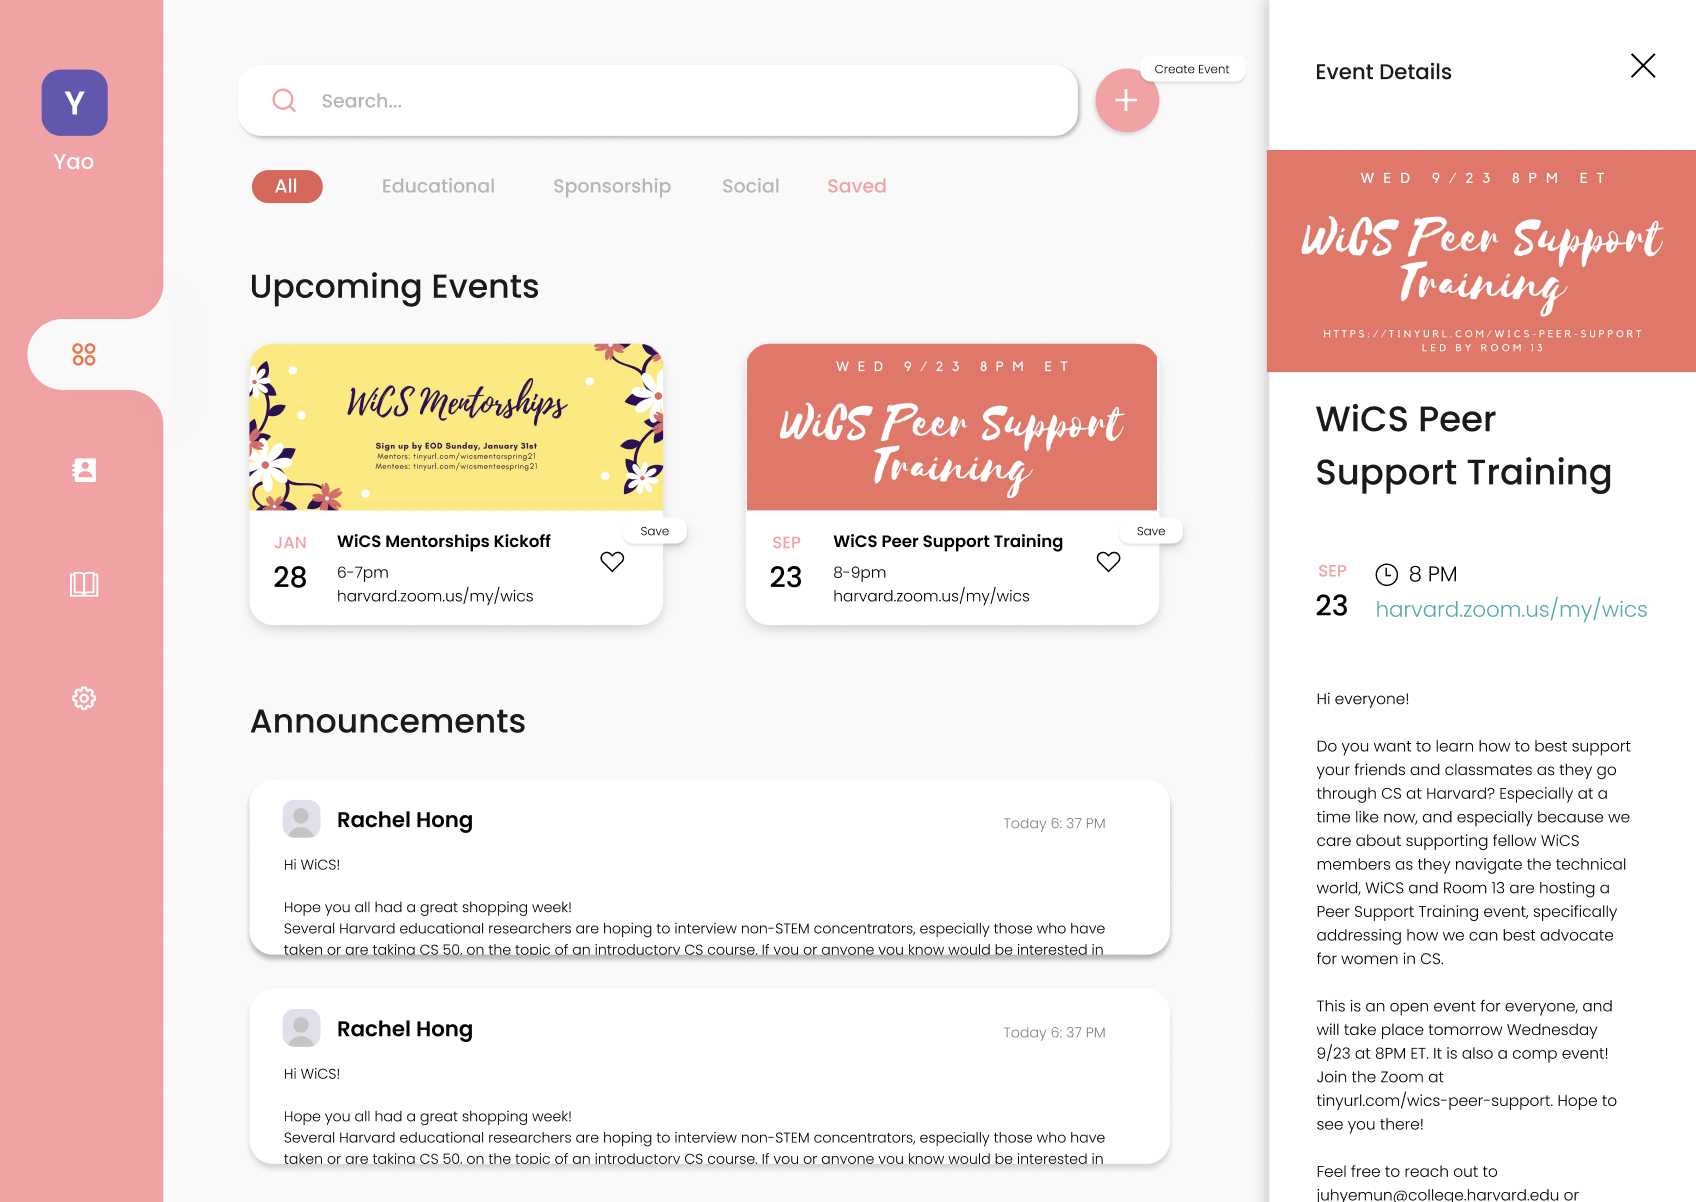 Y
Yao
Search...
Create Event
All
Educational
Sponsorship
Social
Saved
Upcoming Events
WiCS Mentorships
Sign up by EOD Sunday, January 31st
Mentors: tinyurl.com/wicsmentorspring21
Mentees: tinyurl.com/wicsmenteespring21
Save
JAN
28
WiCS Mentorships Kickoff
6-7pm
harvard.zoom.us/my/wics
WED 9/23 8PM ET
WiCS Peer Support
Training
Save
SEP
23
WiCS Peer Support Training
8-9pm
harvard.zoom.us/my/wics
Announcements
Rachel Hong
Today 6: 37 PM
Hi WiCS!
Hope you all had a great shopping week!
Several Harvard educational researchers are hoping to interview non-STEM concentrators, especially those who have
taken or are taking CS 50, on the topic of an introductory CS course. If you or anyone you know would be interested in
Rachel Hong
Today 6: 37 PM
Hi WiCS!
Hope you all had a great shopping week!
Several Harvard educational researchers are hoping to interview non-STEM concentrators, especially those who have
taken or are taking CS 50, on the topic of an introductory CS course. If you or anyone you know would be interested in
Event Details
WED 9/23 8PM ET
WiCS Peer Support
Training
HTTPS://TINYURL.COM/WICS-PEER-SUPPORT
LED BY ROOM 13
WiCS Peer
Support Training
SEP
23
8 PM
harvard.zoom.us/my/wics
Hi everyone!
Do you want to learn how to best support
your friends and classmates as they go
through CS at Harvard? Especially at a
time like now, and especially because we
care about supporting fellow WiCS
members as they navigate the technical
world, WiCS and Room 13 are hosting a
Peer Support Training event, specifically
addressing how we can best advocate
for women in CS.
This is an open event for everyone, and
will take place tomorrow Wednesday
9/23 at 8PM ET. It is also a comp event!
Join the Zoom at
tinyurl.com/wics-peer-support. Hope to
see you there!
Feel free to reach out to
juhyemun@college.harvard.edu or